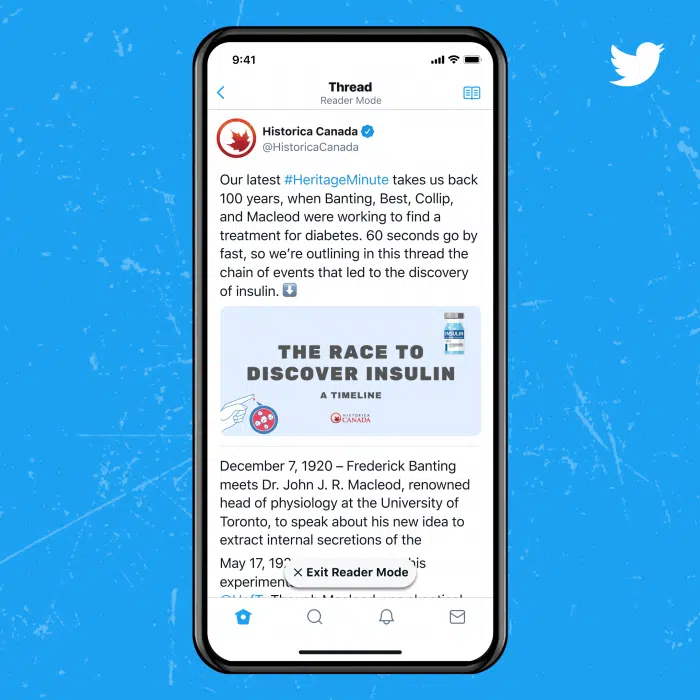 9:41
Thread
Reader Mode
Historica Canada
@HistoricaCanada
Our latest #HeritageMinute takes us back
100 years, when Banting, Best, Collip,
and Macleod were working to find a
treatment for diabetes. 60 seconds go by
fast, so we’re outlining in this thread the
chain of events that led to the discovery
of insulin.
INSULIN
THE RACE TO
DISCOVER INSULIN
A TIMELINE
HISTORICA
CANADA
December 7, 1920 – Frederick Banting
meets Dr. John J. R. Macleod, renowned
head of physiology at the University of
Toronto, to speak about his new idea to
extract internal secretions of the
May 17, 192
experiment
× Exit Reader Mode